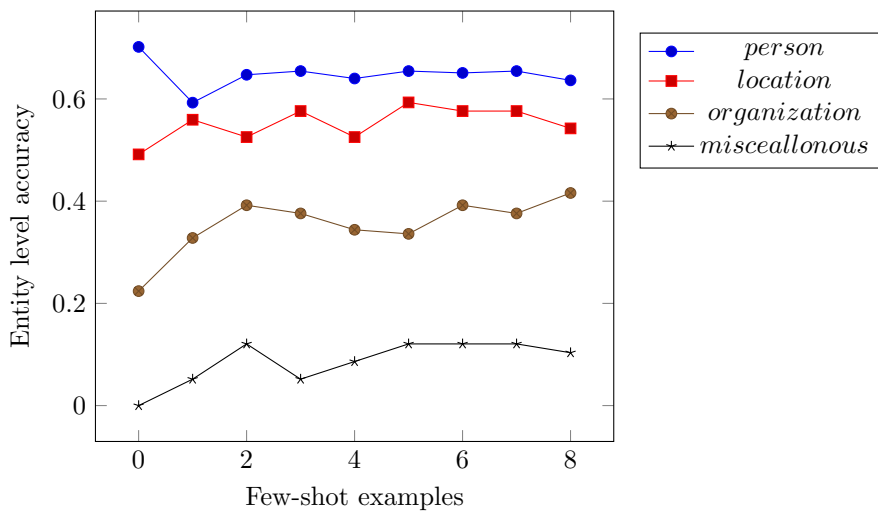 person
location
organization
misceallonous
0.6
0.4
0.2
0
0 2 4 6 8
Entity level accuracy
Few-shot examples